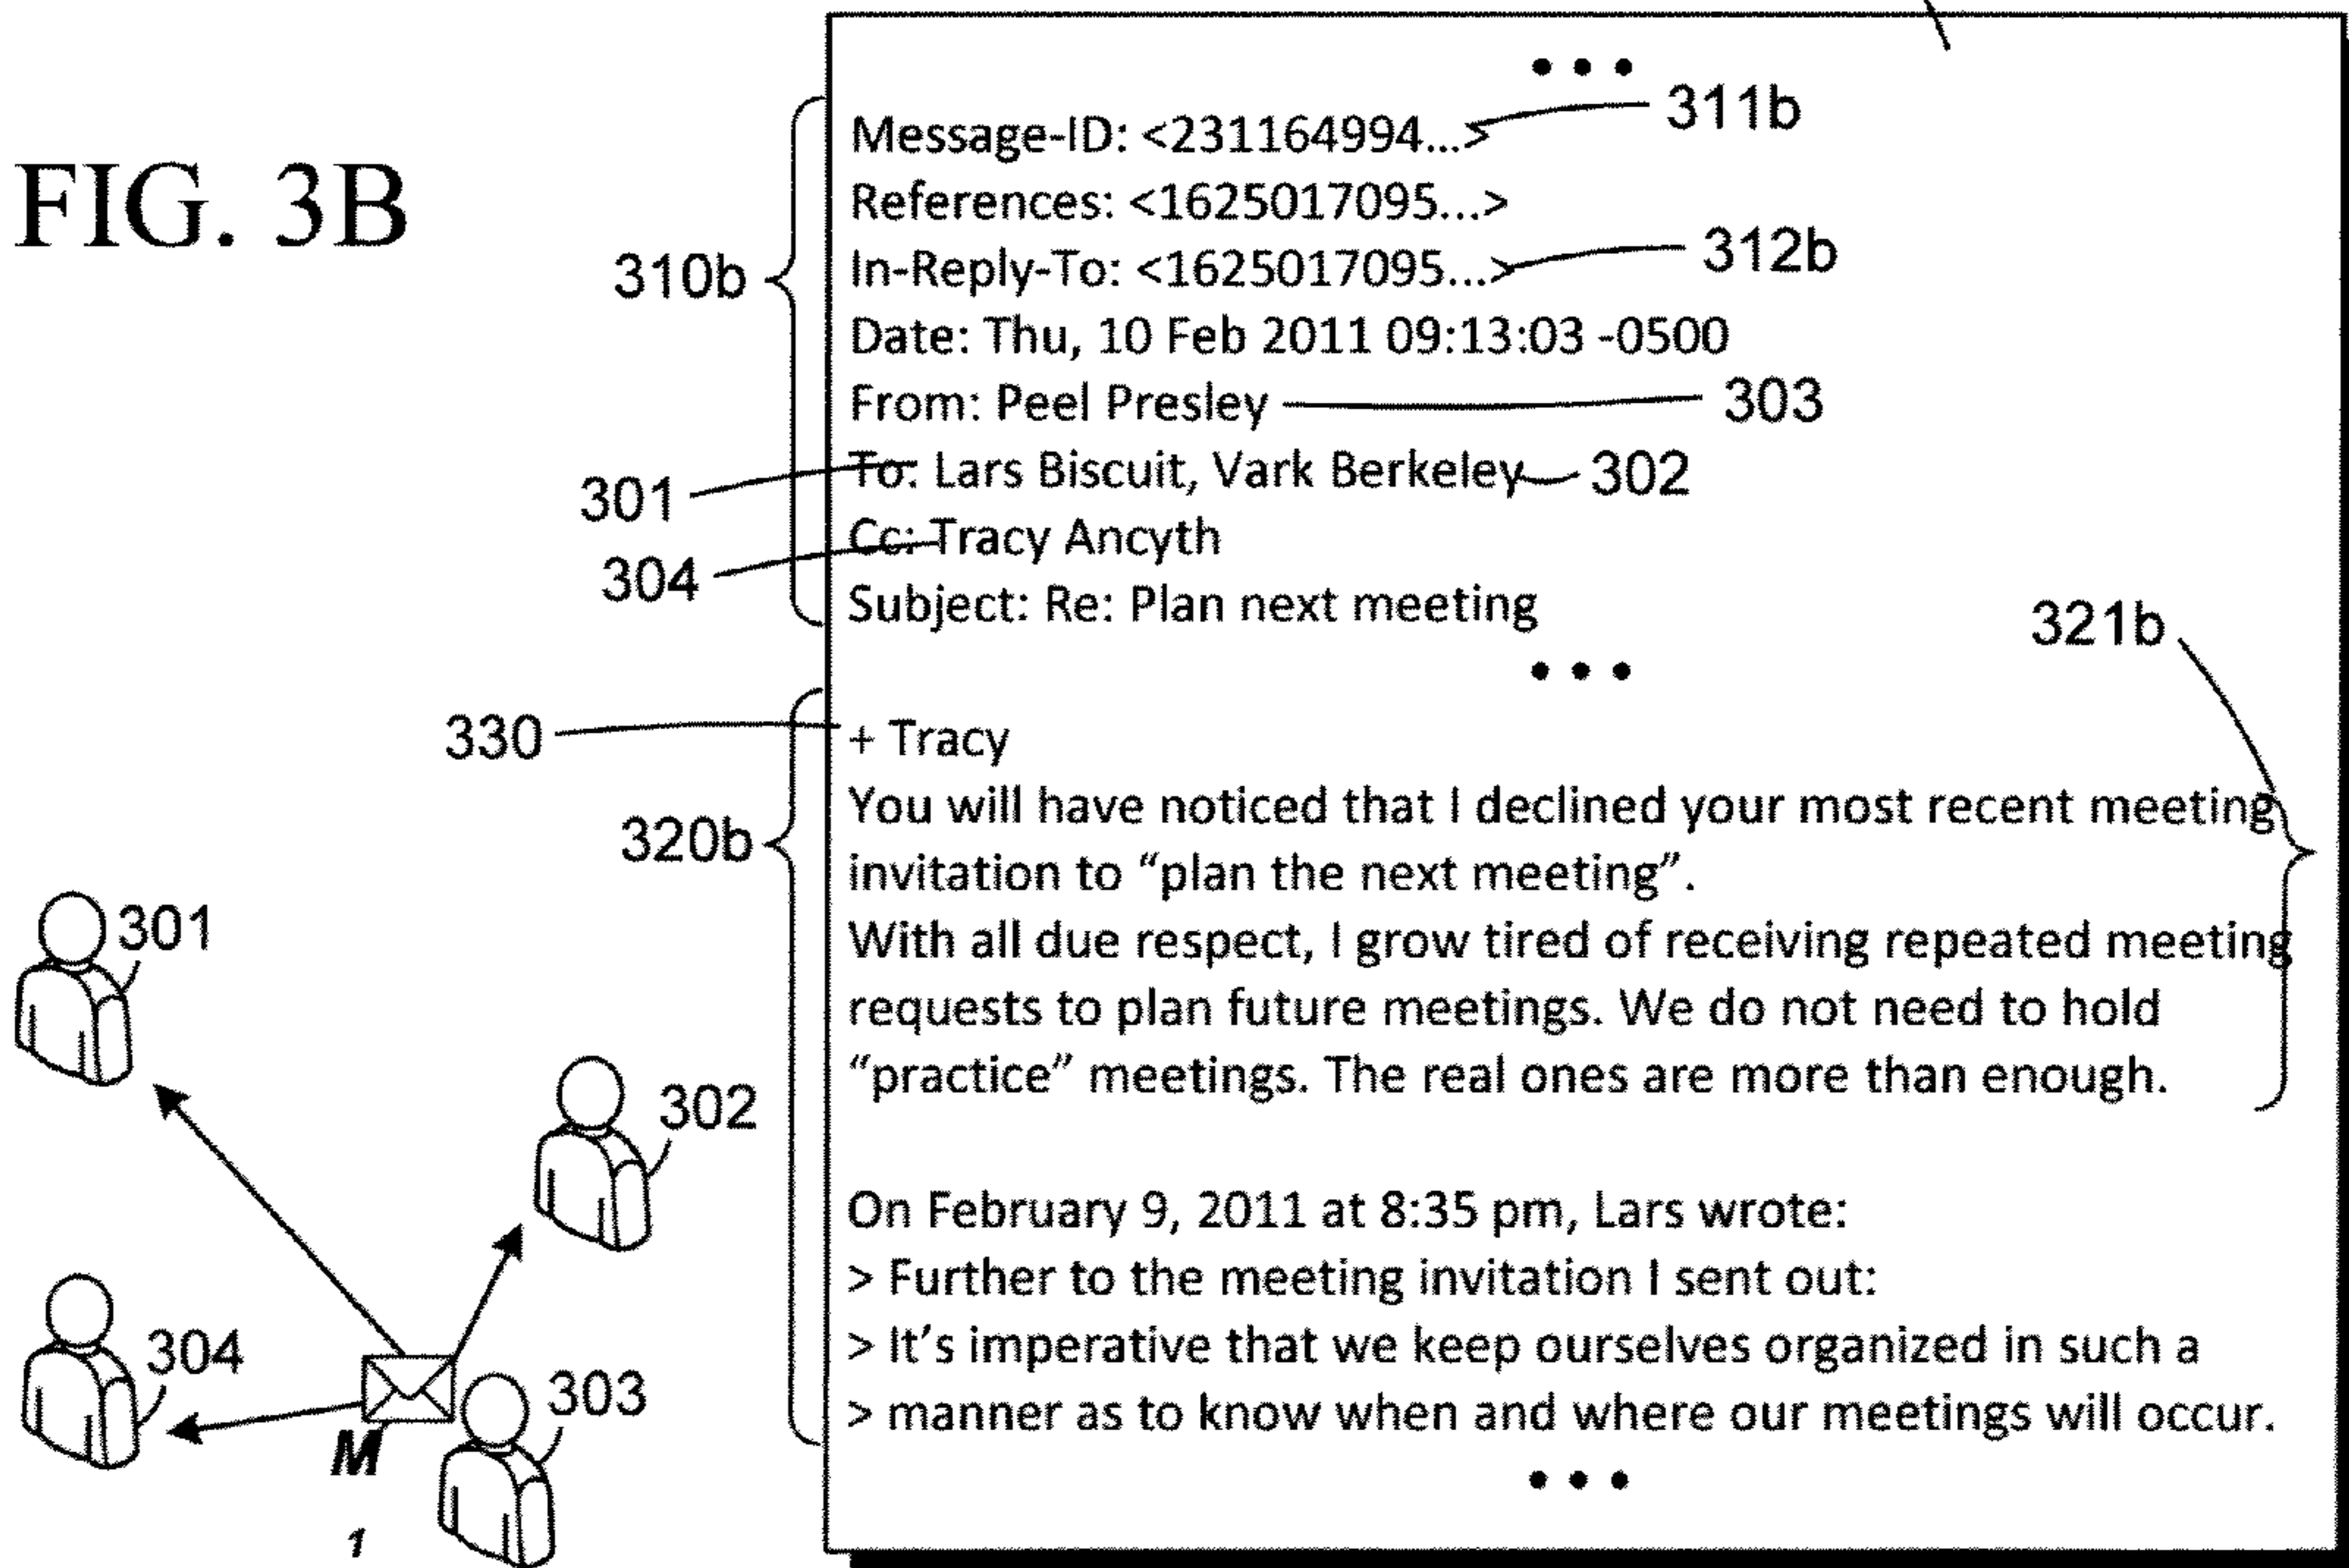 FIG. 3B
• • •
Message-ID: <231164994...>
311b
References: <1625017095...>
310b
In-Reply-To: <1625017095...>
312b
Date: Thu, 10 Feb 2011 09:13:03 -0500
From: Peel Presley
303
301
To: Lars Biscuit, Vark Berkeley
302
304
Cc: Tracy Ancyth
Subject: Re: Plan next meeting
321b
• • •
330
+ Tracy
320b
You will have noticed that I declined your most recent meeting
invitation to “plan the next meeting”.
With all due respect, I grow tired of receiving repeated meeting
requests to plan future meetings. We do not need to hold
“practice” meetings. The real ones are more than enough.
On February 9, 2011 at 8:35 pm, Lars wrote:
> Further to the meeting invitation I sent out:
> It’s imperative that we keep ourselves organized in such a
> manner as to know when and where our meetings will occur.
• • •
301
302
304
303
M
1